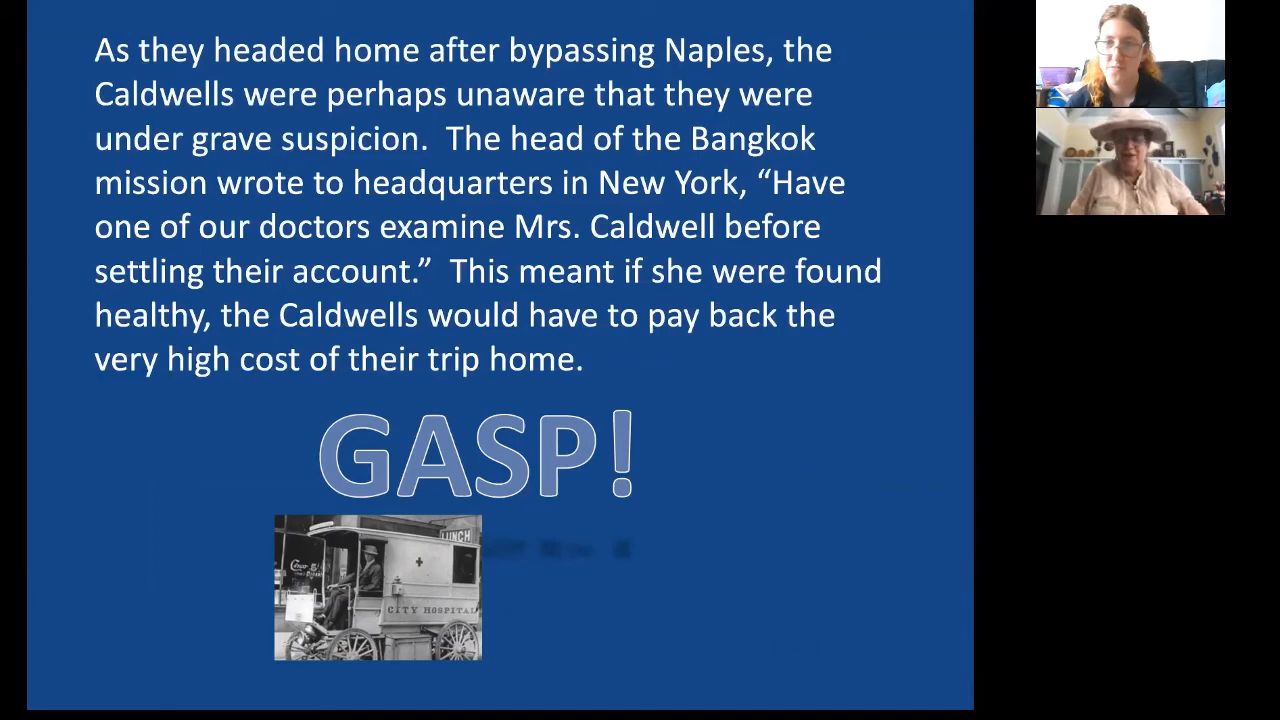 As they headed home after bypassing Naples, the
Caldwells were perhaps unaware that they were
under grave suspicion.  The head of the Bangkok
mission wrote to headquarters in New York, “Have
one of our doctors examine Mrs. Caldwell before
settling their account.”  This meant if she were found
healthy, the Caldwells would have to pay back the
very high cost of their trip home.
GASP!
LUNCH
CITY HOSPITAL